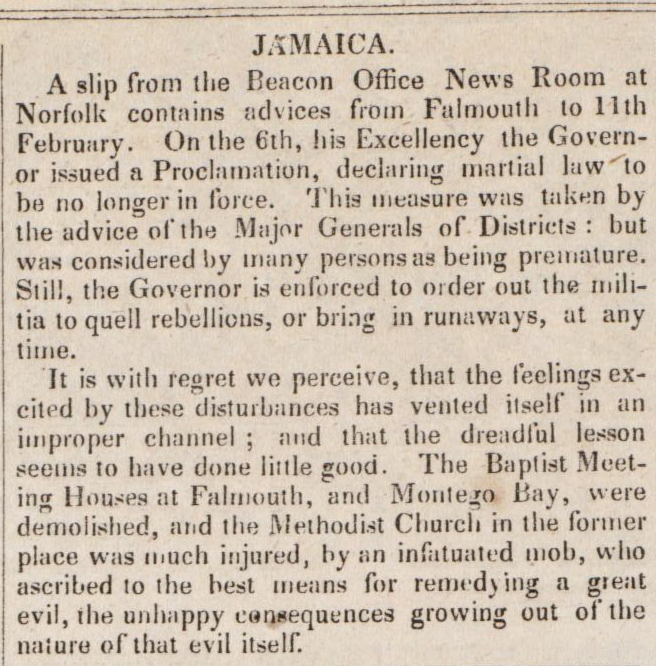 JAMAICA.
A slip from the Beacon Office News Room at
Norfolk contains advices from Falmouth to 11th
February. On the 6th, his Excellency the Govern-
or issued a Proclamation, declaring martial law to
be no longer in force. This measure was taken by
the advice of the Major Generals of Districts : but
was considered by many persons as being premature.
Still, the Governor is enforced to order out the mili-
tia to quell rebellions, or bring in runaways, at any
time.
It is with regret we perceive, that the feelings ex-
cited by these disturbances has vented itself in an
improper channel ; and that the dreadful lesson
seems to have done little good. The Baptist Meet-
ing Houses at Falmouth, and Montego Bay, were
demolished, and the Methodist Church in the former
place was much injured, by an infatuated mob, who
ascribed to the best means for remedying a great
evil, the unhappy consequences growing out of the
nature of that evil itself.